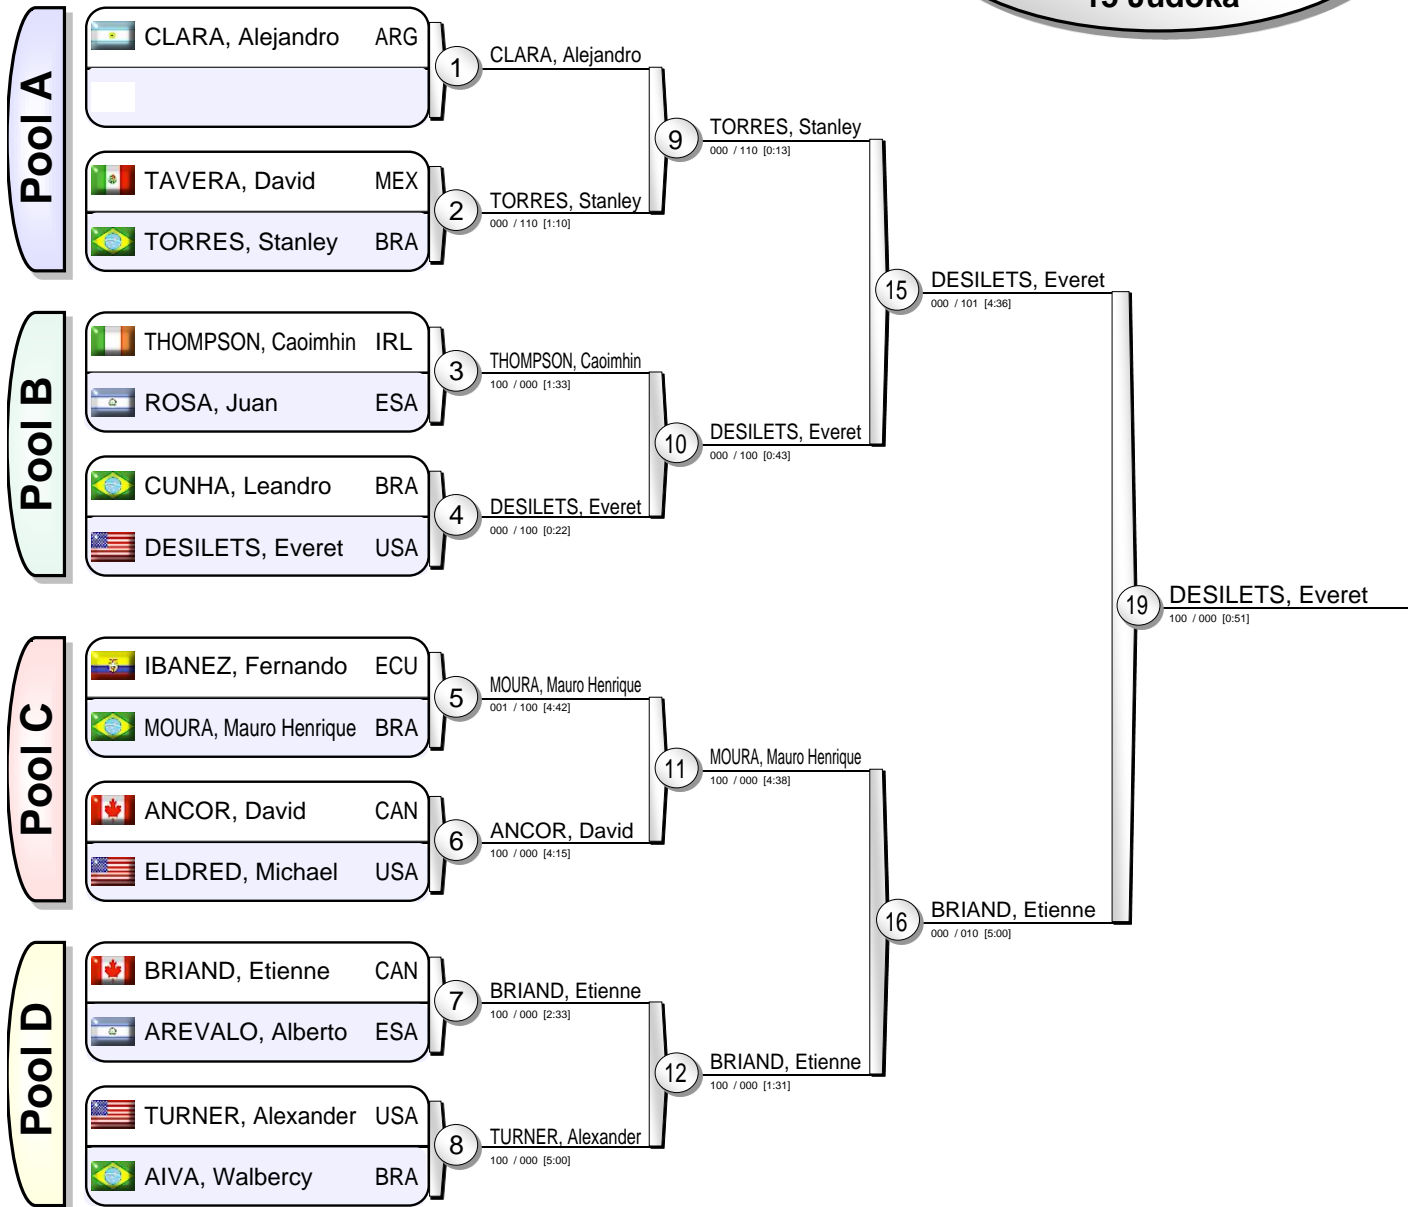 15 Judoka
Pool A
CLARA, Alejandro ARG
1
CLARA, Alejandro
TAVERA, David MEX
TORRES, Stanley BRA
2
TORRES, Stanley
000 / 110 [1:10]
9
TORRES, Stanley
000 / 110 [0:13]
Pool B
THOMPSON, Caoimhin IRL
ROSA, Juan ESA
3
THOMPSON, Caoimhin
100 / 000 [1:33]
CUNHA, Leandro BRA
DESILETS, Everet USA
4
DESILETS, Everet
000 / 100 [0:22]
10
DESILETS, Everet
000 / 100 [0:43]
15
DESILETS, Everet
000 / 101 [4:36]
Pool C
IBANEZ, Fernando ECU
MOURA, Mauro Henrique BRA
5
MOURA, Mauro Henrique
001 / 100 [4:42]
ANCOR, David CAN
ELDRED, Michael USA
6
ANCOR, David
100 / 000 [4:15]
11
MOURA, Mauro Henrique
100 / 000 [4:38]
Pool D
BRIAND, Etienne CAN
AREVALO, Alberto ESA
7
BRIAND, Etienne
100 / 000 [2:33]
TURNER, Alexander USA
AIVA, Walbercy BRA
8
TURNER, Alexander
100 / 000 [5:00]
12
BRIAND, Etienne
100 / 000 [1:31]
16
BRIAND, Etienne
000 / 010 [5:00]
19
DESILETS, Everet
100 / 000 [0:51]